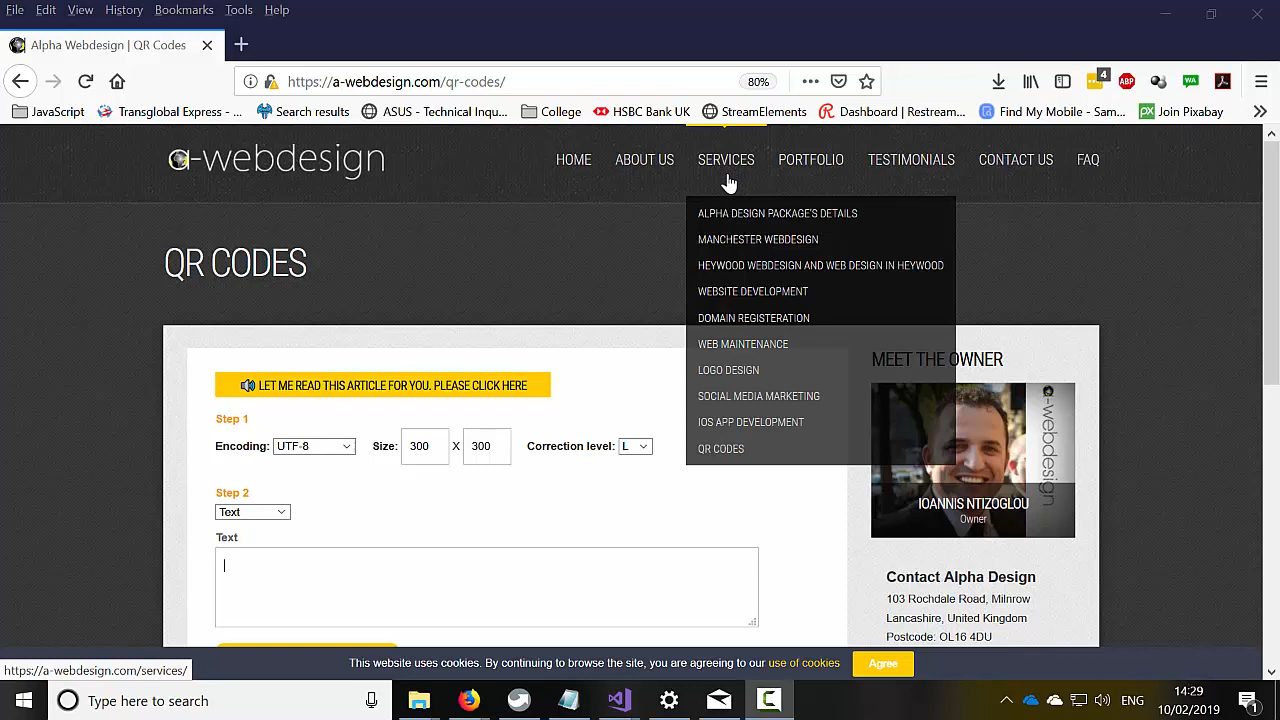 File Edit View History Bookmarks Tools Help
Alpha Webdesign | QR Codes
https://a-webdesign.com/qr-codes/
80%
4
ABP
WA
JavaScript
Transglobal Express - ...
Search results
ASUS - Technical Inqu...
College
HSBC Bank UK
StreamElements
Dashboard | Restream...
Find My Mobile - Sam...
Join Pixabay
a-webdesign
HOME ABOUT US SERVICES PORTFOLIO TESTIMONIALS CONTACT US FAQ
ALPHA DESIGN PACKAGE'S DETAILS
MANCHESTER WEBDESIGN
HEYWOOD WEBDESIGN AND WEB DESIGN IN HEYWOOD
WEBSITE DEVELOPMENT
DOMAIN REGISTERATION
WEB MAINTENANCE
LOGO DESIGN
SOCIAL MEDIA MARKETING
IOS APP DEVELOPMENT
QR CODES
QR CODES
LET ME READ THIS ARTICLE FOR YOU. PLEASE CLICK HERE
Step 1
Encoding: UTF-8 Size: 300 X 300 Correction level: L
Step 2
Text
Text
MEET THE OWNER
a-webdesign
IOANNIS NTIZOGLOU
Owner
Contact Alpha Design
103 Rochdale Road, Milnrow
Lancashire, United Kingdom
Postcode: OL16 4DU
This website uses cookies. By continuing to browse the site, you are agreeing to our use of cookies
Agree
https://a-webdesign.com/services/
Type here to search
ENG
14:29
10/02/2019
1